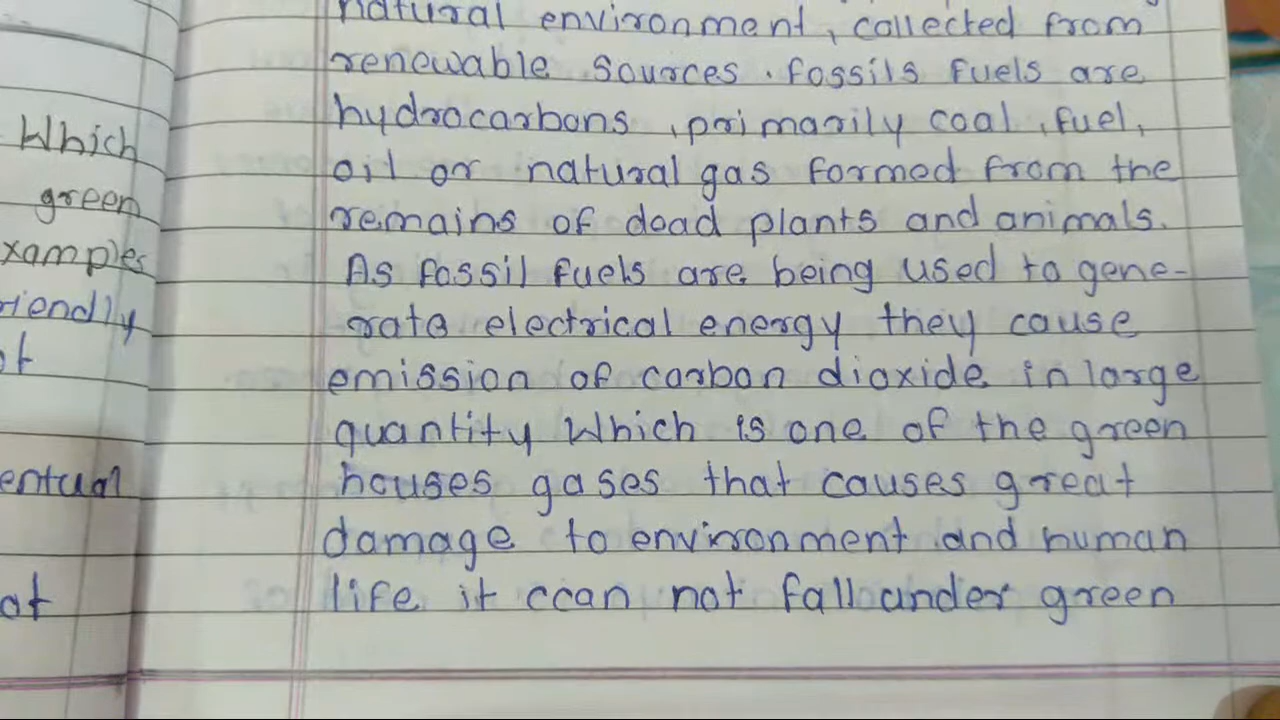 natural environment, collected from
renewable sources. fossils fuels are
hydrocarbons, primarily coal, fuel,
oil or natural gas formed from the
remains of dead plants and animals.
As fossil fuels are being used to gene-
rate electrical energy they cause
emission of carbon dioxide in large
quantity which is one of the green
houses gases that causes great
damage to environment and human
life it ccan not fall under green
Which
green
xamples
riendly
of
entual
at